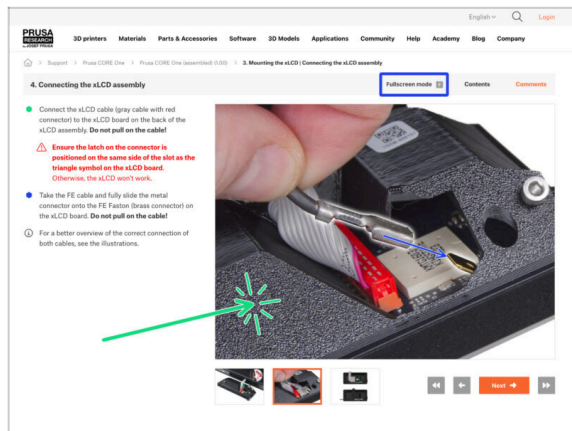 English
Login
PRUSA
RESEARCH
by JOSEF PRUSA
3D printers Materials Parts & Accessories Software 3D Models Applications Community Help Academy Blog Company
Support > Prusa CORE One > Prusa CORE One (assembled) (1.00) > 3. Mounting the xLCD | Connecting the xLCD assembly
4. Connecting the xLCD assembly
Fullscreen mode
Contents
Comments
Connect the xLCD cable (gray cable with red
connector) to the xLCD board on the back of the
xLCD assembly. Do not pull on the cable!
Ensure the latch on the connector is
positioned on the same side of the slot as the
triangle symbol on the xLCD board.
Otherwise, the xLCD won't work.
Take the FE cable and fully slide the metal
connector onto the FE Faston (brass connector) on
the xLCD board. Do not pull on the cable!
For a better overview of the correct connection of
both cables, see the illustrations.
Next